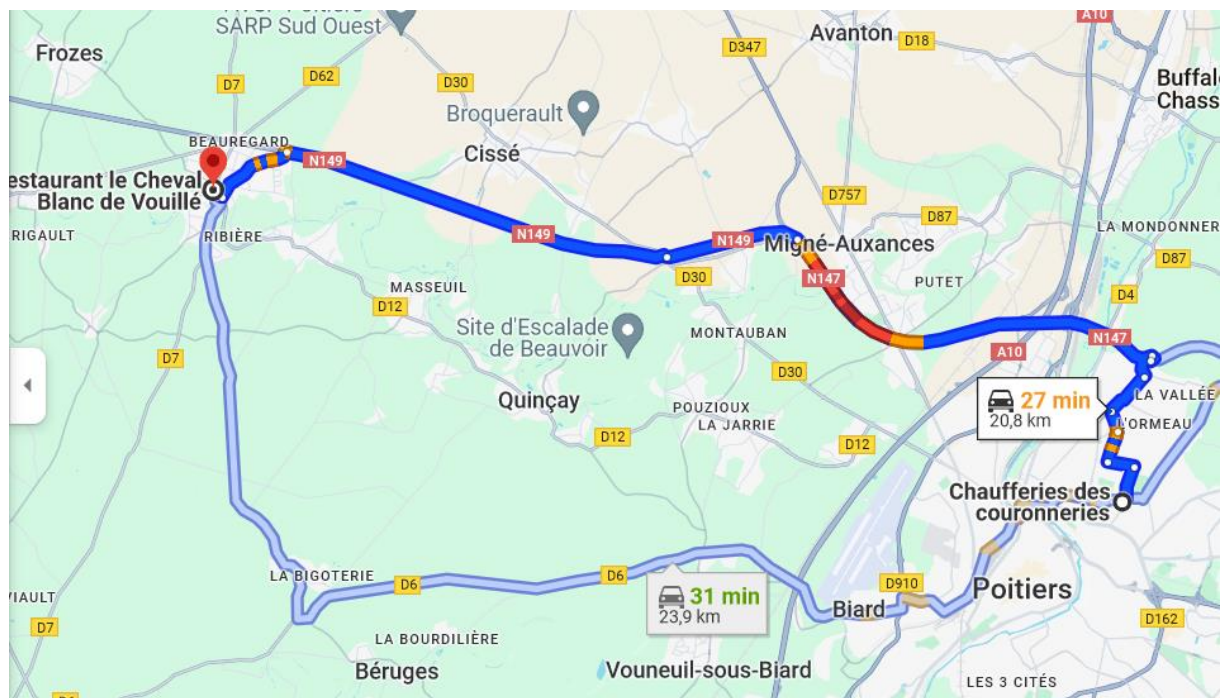 SARP Sud Ouest
Frozes
D7
D62
D30
D347
Avanton
D18
A10
Broquerault
BEAUREGARD
N149
Cissé
estaurant le Cheval
Blanc de Vouillé
RIGAULT
RIBIÈRE
N149
N149
D30
D757
D87
Migné-Auxances
N147
LA MONDONNER
D87
PUTET
D4
MASSEUIL
D12
Site d'Escalade
de Beauvoir
MONTAUBAN
D30
A10
N147
D7
Quinçay
POUZIOUX
LA JARRIE
D12
D12
27 min
20,8 km
LA VALLÉE
L'ORMEAU
Chaufferies des
couronneries
LA BIGOTERIE
D6
D6
31 min
23,9 km
D910
Biard
Poitiers
VIAULT
D7
LA BOURDILIÈRE
Béruges
Vouneuil-sous-Biard
D162
LES 3 CITÉS